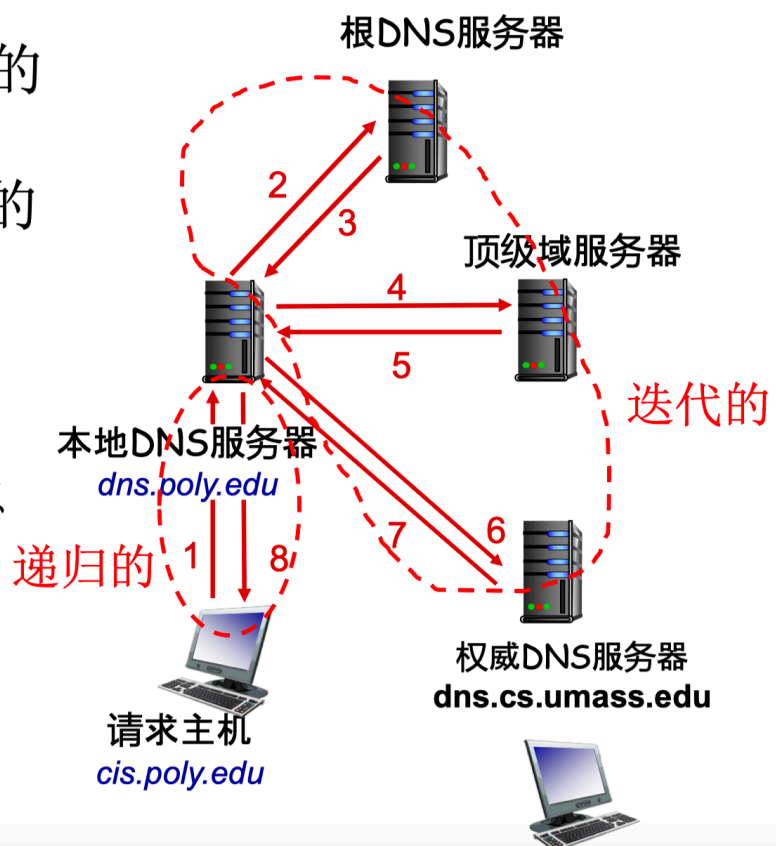 根DNS服务器
的
2
的
3
顶级域服务器
4
5
迭代的
本地DNS服务器
dns.poly.edu
6
7
递归的
1
8
权威DNS服务器
dns.cs.umass.edu
请求主机
cis.poly.edu